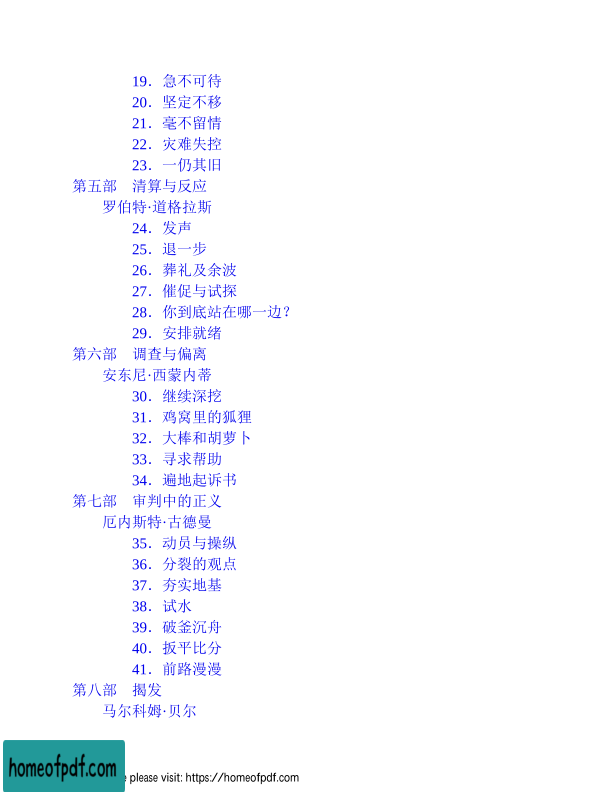 19．急不可待
20．坚定不移
21．毫不留情
22．灾难失控
23．一仍其旧
第五部　清算与反应
罗伯特·道格拉斯
24．发声
25．退一步
26．葬礼及余波
27．催促与试探
28．你到底站在哪一边？
29．安排就绪
第六部　调查与偏离
安东尼·西蒙内蒂
30．继续深挖
31．鸡窝里的狐狸
32．大棒和胡萝卜
33．寻求帮助
34．遍地起诉书
第七部　审判中的正义
厄内斯特·古德曼
35．动员与操纵
36．分裂的观点
37．夯实地基
38．试水
39．破釜沉舟
40．扳平比分
41．前路漫漫
第八部　揭发
马尔科姆·贝尔
homeofpdf.com
please visit: https://homeofpdf.com